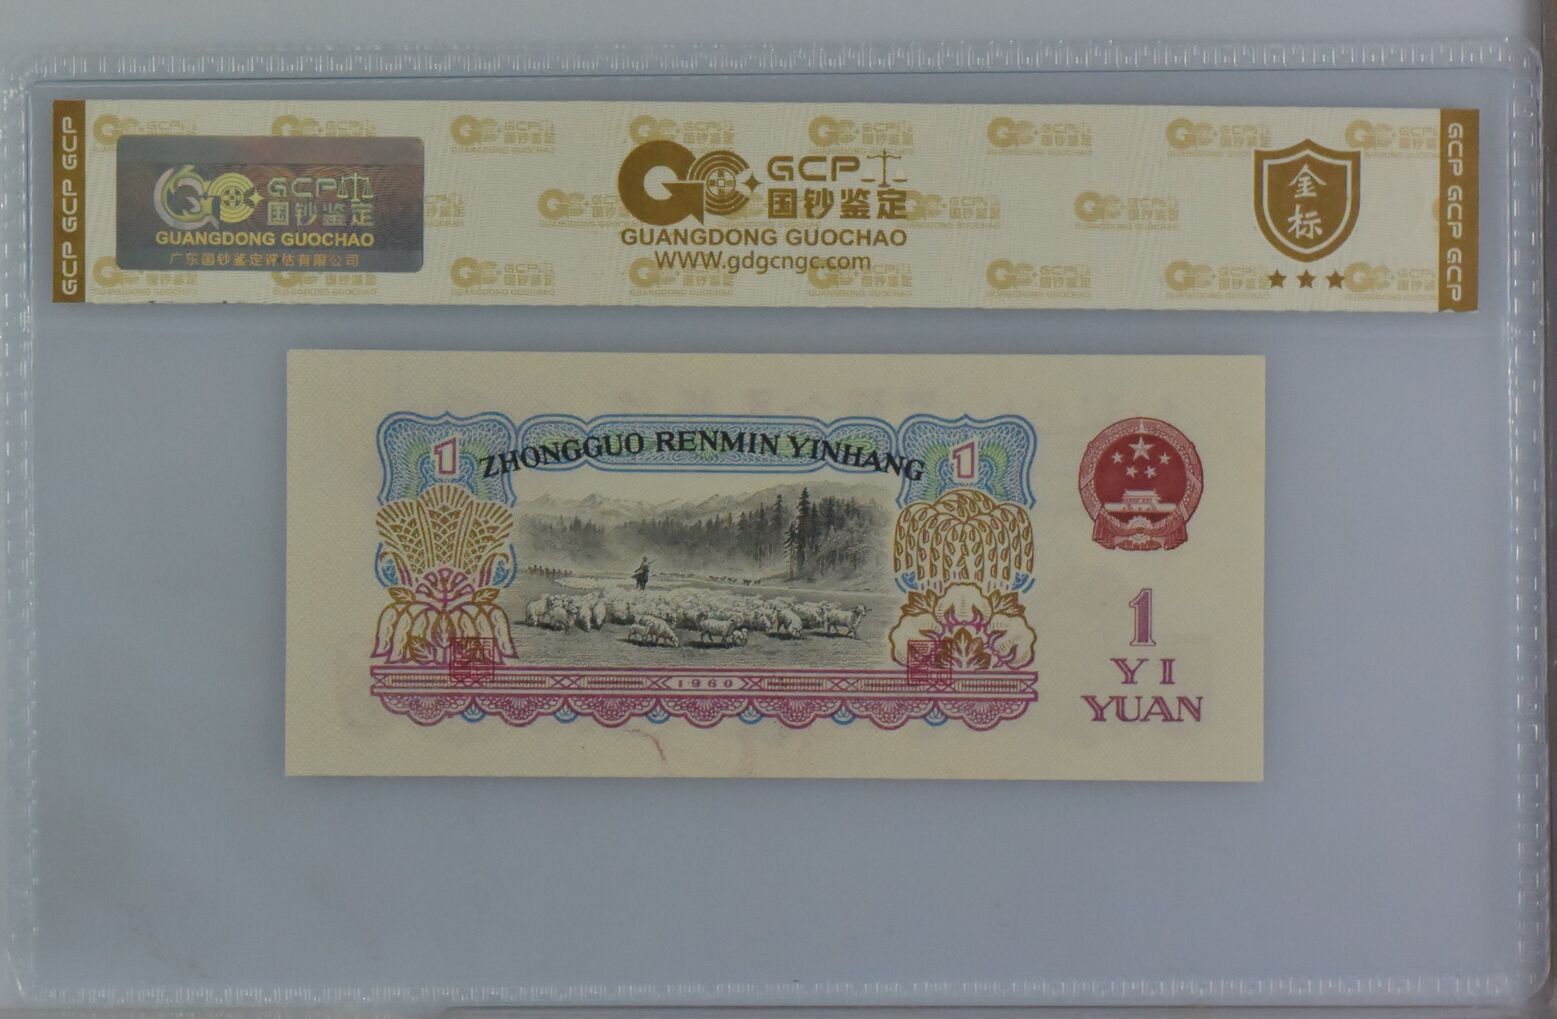 GCP GCP GCP
GCP
国钞鉴定
GUANGDONG GUOCHAO
广东国钞鉴定评估有限公司
GCP
国钞鉴定
GUANGDONG GUOCHAO
WWW.gdgcngc.com
金
标
GCP GCP GCP
1
ZHONGGUO RENMIN YINHANG
1
1960
1
YI
YUAN